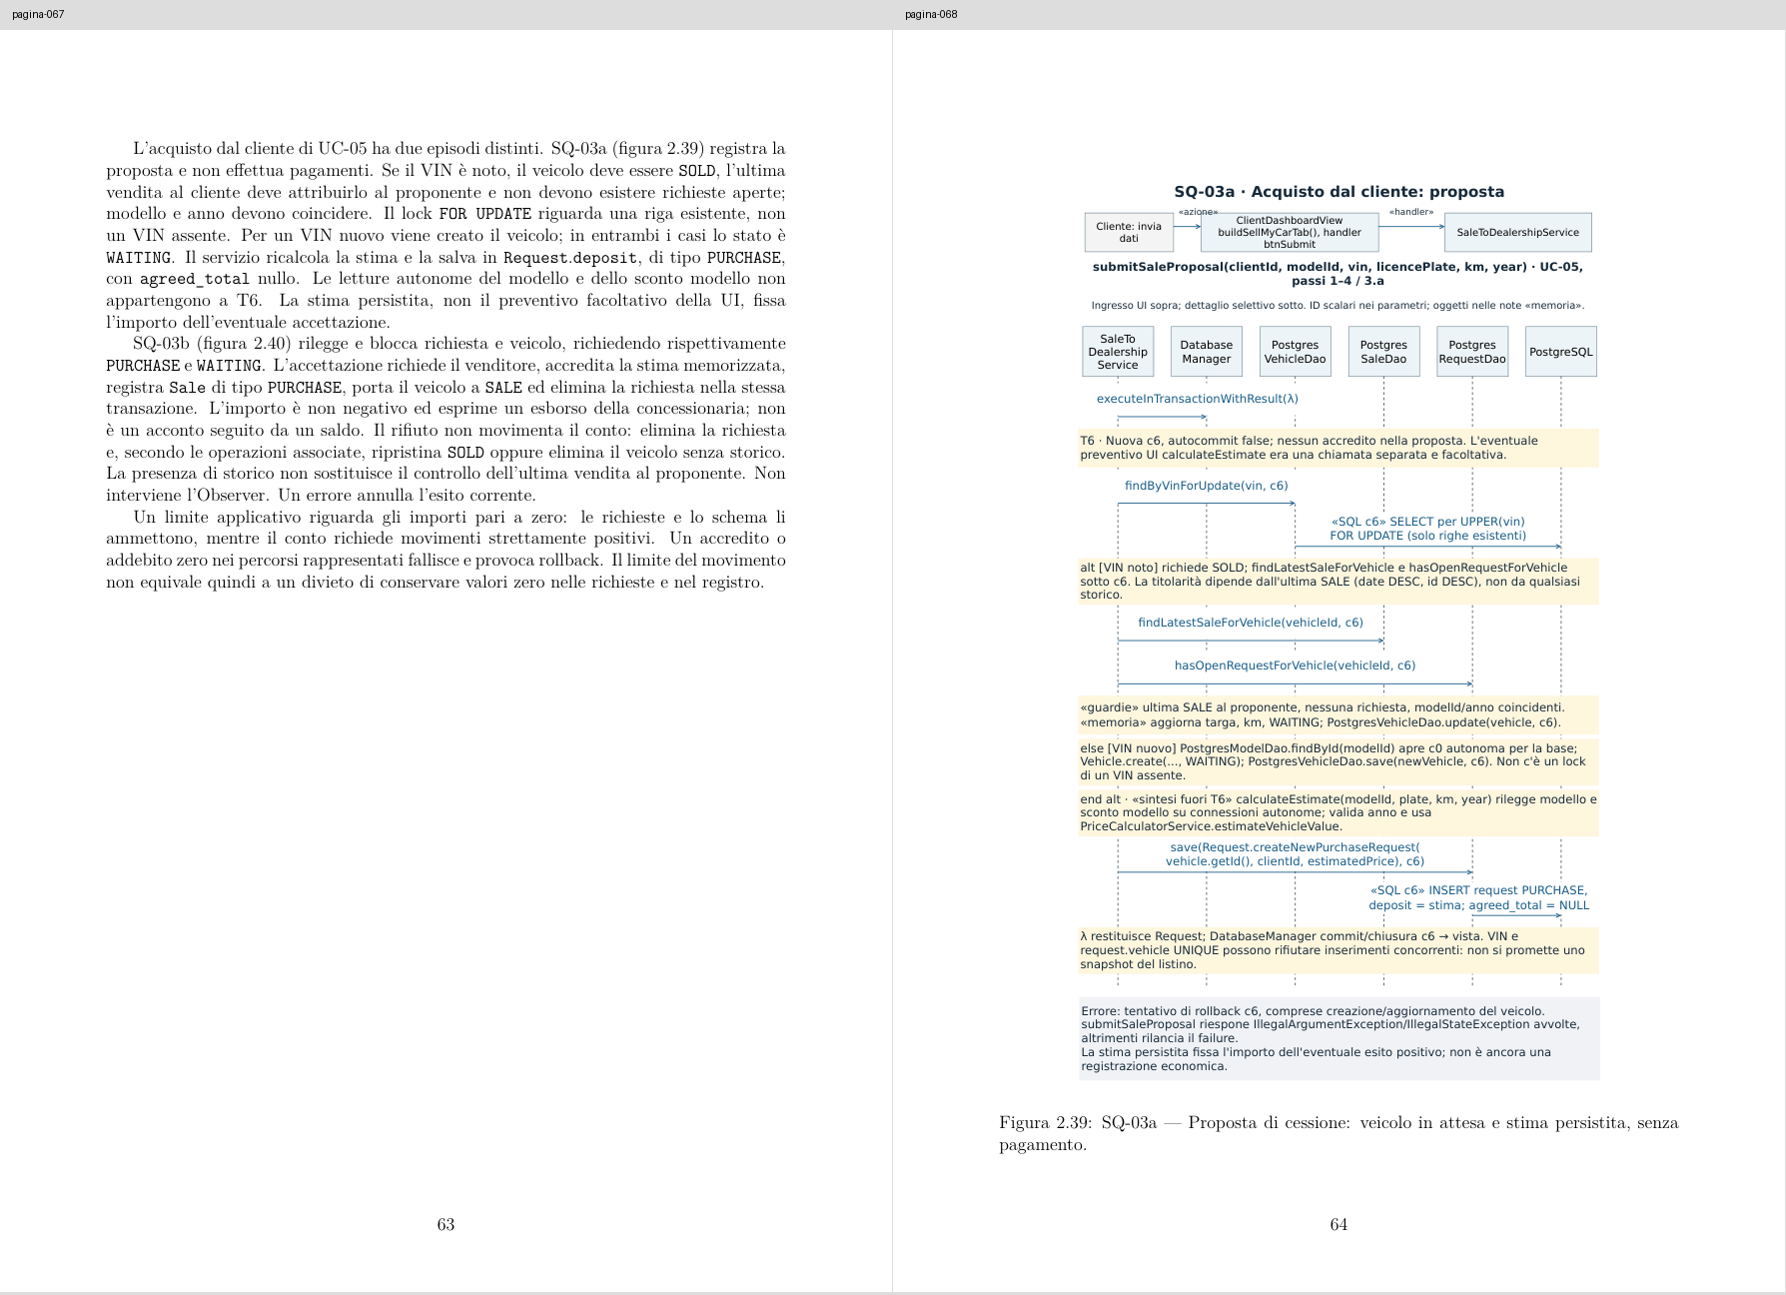 pagina-067
L'acquisto dal cliente di UC-05 ha due episodi distinti. SQ-03a (figura 2.39) registra la
proposta e non effettua pagamenti. Se il VIN è noto, il veicolo deve essere SOLD, l'ultima
vendita al cliente deve attribuirlo al proponente e non devono esistere richieste aperte;
modello e anno devono coincidere. Il lock FOR UPDATE riguarda una riga esistente, non
un VIN assente. Per un VIN nuovo viene creato il veicolo; in entrambi i casi lo stato è
WAITING. Il servizio ricalcola la stima e la salva in Request.deposit, di tipo PURCHASE,
con agreed_total nullo. Le letture autonome del modello e dello sconto modello non
appartengono a T6. La stima persistita, non il preventivo facoltativo della UI, fissa
l'importo dell'eventuale accettazione.
SQ-03b (figura 2.40) rilegge e blocca richiesta e veicolo, richiedendo rispettivamente
PURCHASE e WAITING. L'accettazione richiede il venditore, accredita la stima memorizzata,
registra Sale di tipo PURCHASE, porta il veicolo a SALE ed elimina la richiesta nella stessa
transazione. L'importo è non negativo ed esprime un esborso della concessionaria; non
è un acconto seguito da un saldo. Il rifiuto non movimenta il conto: elimina la richiesta
e, secondo le operazioni associate, ripristina SOLD oppure elimina il veicolo senza storico.
La presenza di storico non sostituisce il controllo dell'ultima vendita al proponente. Non
interviene l'Observer. Un errore annulla l'esito corrente.
Un limite applicativo riguarda gli importi pari a zero: le richieste e lo schema li
ammettono, mentre il conto richiede movimenti strettamente positivi. Un accredito o
addebito zero nei percorsi rappresentati fallisce e provoca rollback. Il limite del movimento
non equivale quindi a un divieto di conservare valori zero nelle richieste e nel registro.
63
pagina-068
SQ-03a · Acquisto dal cliente: proposta
«azione»
«handler»
Cliente: invia
dati
ClientDashboardView
buildSellMyCarTab(), handler
btnSubmit
SaleToDealershipService
submitSaleProposal(clientId, modelId, vin, licencePlate, km, year) · UC-05,
passi 1–4 / 3.a
Ingresso UI sopra; dettaglio selettivo sotto. ID scalari nei parametri; oggetti nelle note «memoria».
SaleTo
Dealership
Service
Database
Manager
Postgres
VehicleDao
Postgres
SaleDao
Postgres
RequestDao
PostgreSQL
executeInTransactionWithResult(λ)
T6 · Nuova c6, autocommit false; nessun accredito nella proposta. L'eventuale
preventivo UI calculateEstimate era una chiamata separata e facoltativa.
findByVinForUpdate(vin, c6)
«SQL c6» SELECT per UPPER(vin)
FOR UPDATE (solo righe esistenti)
alt [VIN noto] richiede SOLD; findLatestSaleForVehicle e hasOpenRequestForVehicle
sotto c6. La titolarità dipende dall'ultima SALE (date DESC, id DESC), non da qualsiasi
storico.
findLatestSaleForVehicle(vehicleId, c6)
hasOpenRequestForVehicle(vehicleId, c6)
«guardie» ultima SALE al proponente, nessuna richiesta, modelId/anno coincidenti.
«memoria» aggiorna targa, km, WAITING; PostgresVehicleDao.update(vehicle, c6).
else [VIN nuovo] PostgresModelDao.findById(modelId) apre c0 autonoma per la base;
Vehicle.create(..., WAITING); PostgresVehicleDao.save(newVehicle, c6). Non c'è un lock
di un VIN assente.
end alt · «sintesi fuori T6» calculateEstimate(modelId, plate, km, year) rilegge modello e
sconto modello su connessioni autonome; valida anno e usa
PriceCalculatorService.estimateVehicleValue.
save(Request.createNewPurchaseRequest(
vehicle.getId(), clientId, estimatedPrice), c6)
«SQL c6» INSERT request PURCHASE,
deposit = stima; agreed_total = NULL
λ restituisce Request; DatabaseManager commit/chiusura c6 → vista. VIN e
request.vehicle UNIQUE possono rifiutare inserimenti concorrenti: non si promette uno
snapshot del listino.
Errore: tentativo di rollback c6, comprese creazione/aggiornamento del veicolo.
submitSaleProposal riespone IllegalArgumentException/IllegalStateException avvolte,
altrimenti rilancia il failure.
La stima persistita fissa l'importo dell'eventuale esito positivo; non è ancora una
registrazione economica.
Figura 2.39: SQ-03a — Proposta di cessione: veicolo in attesa e stima persistita, senza
pagamento.
64